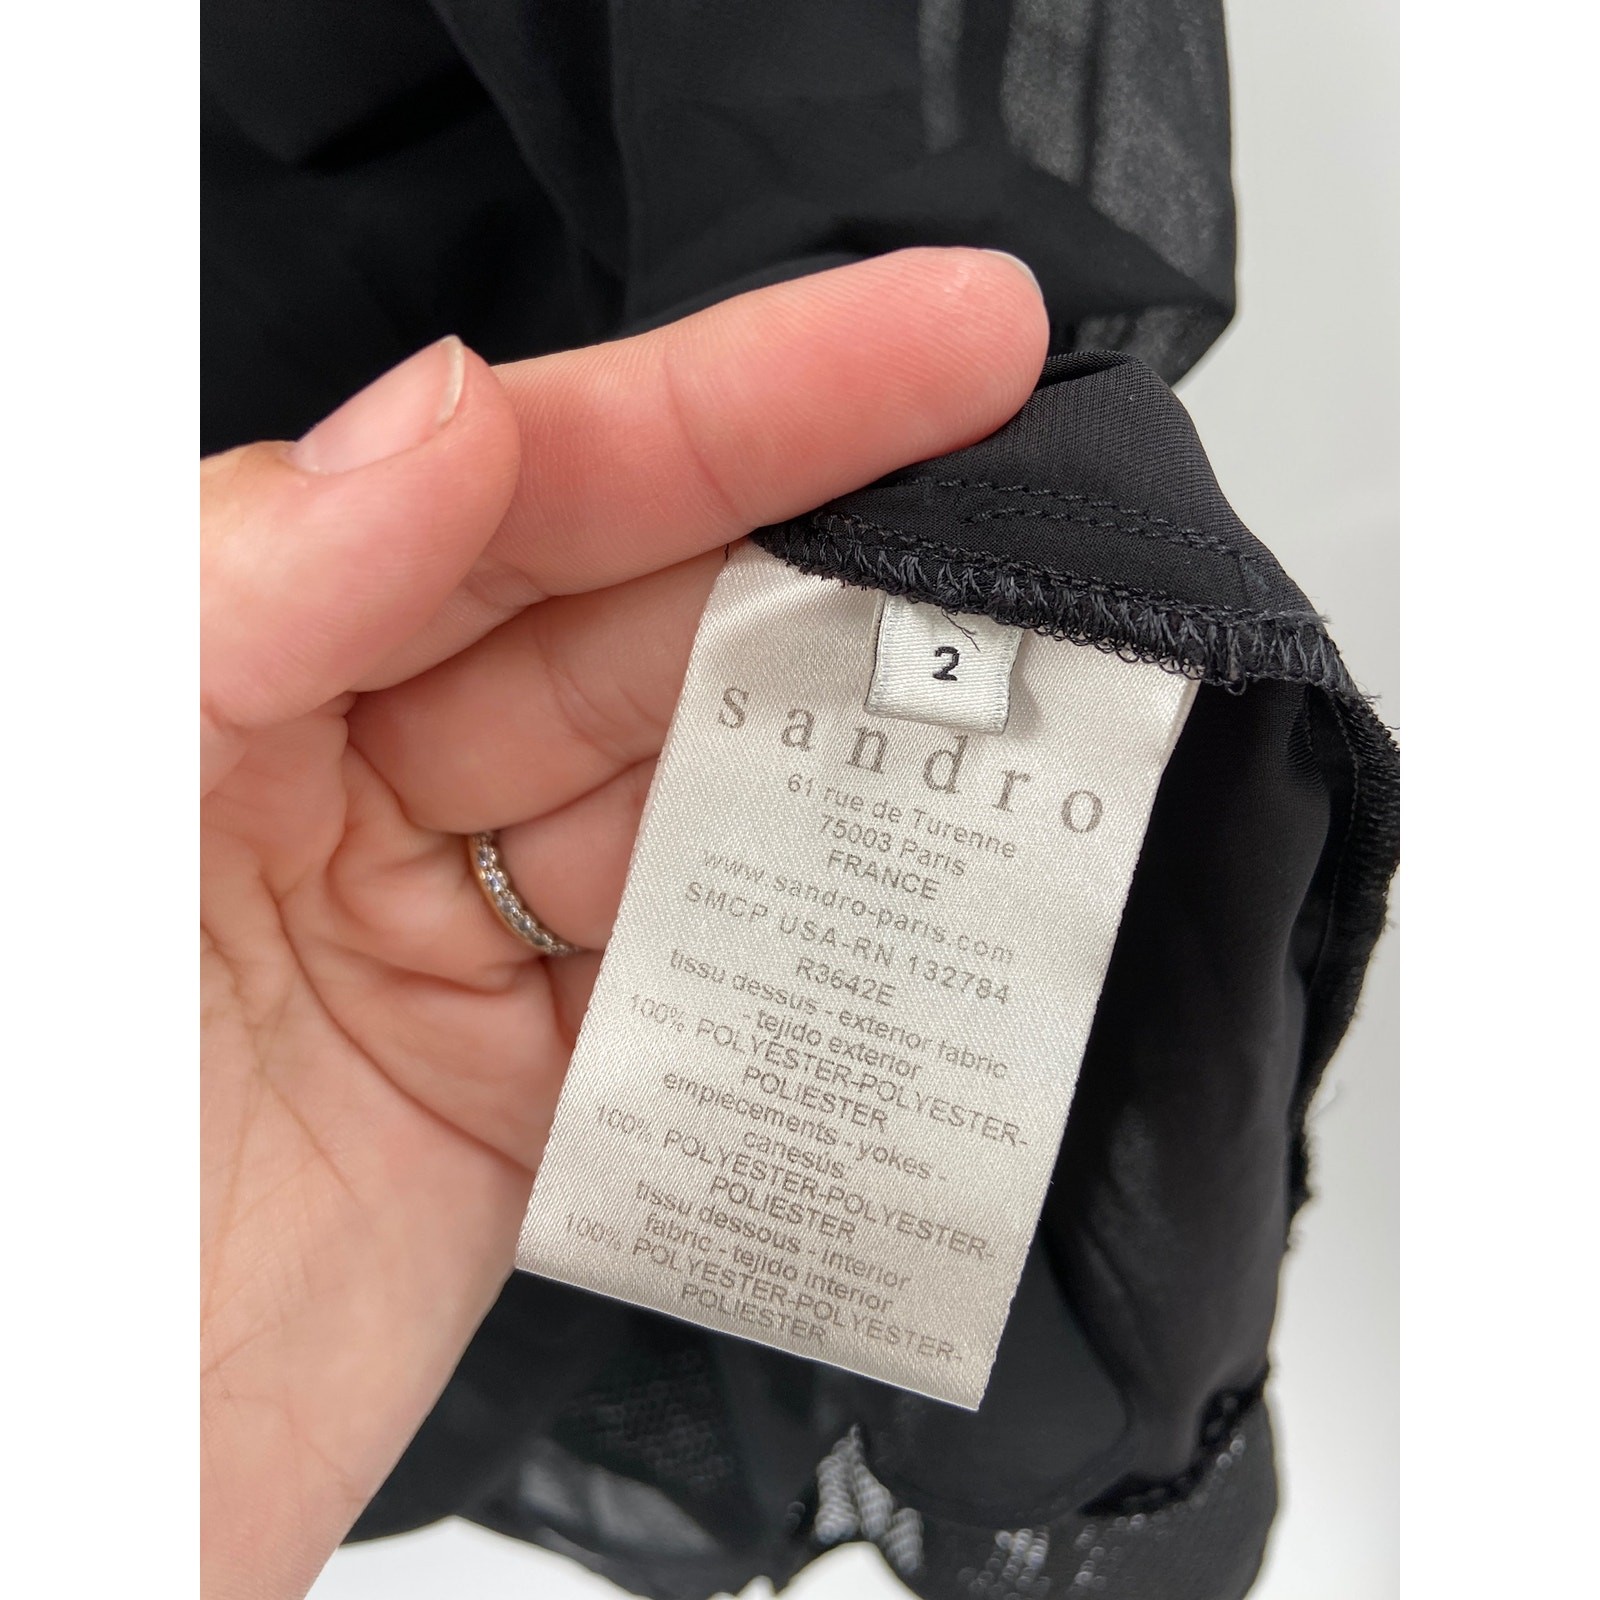 2
sandro
61 rue de Turenne
75003 Paris
FRANCE
www.sandro-paris.com
SMCP USA-RN 132784
R3642E
tissu dessus - exterior fabric
- tejido exterior
100% POLYESTER-POLYESTER-
POLIESTER
empiecements - yokes -
canesus
100% POLYESTER-POLYESTER-
POLIESTER
tissu dessous - interior
fabric - tejido interior
100% POLYESTER-POLYESTER-
POLIESTER